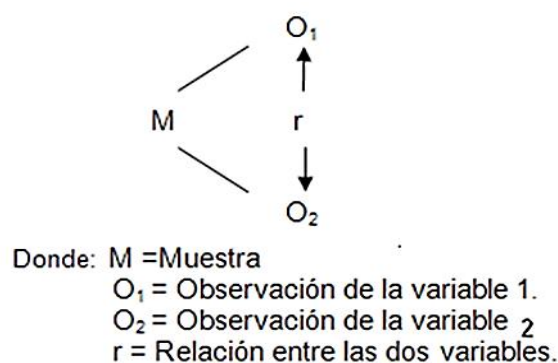 O₁
M r
O₂
Donde: M =Muestra
O₁ = Observación de la variable 1.
O₂ = Observación de la variable 2
r = Relación entre las dos variables.